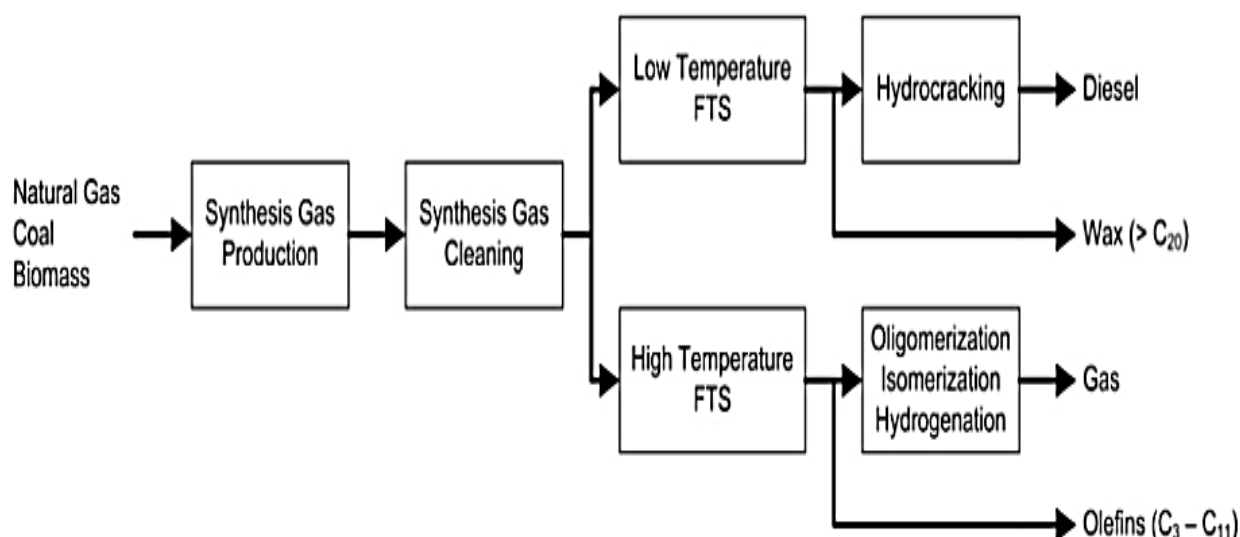 Natural Gas
Coal
Biomass
Synthesis Gas
Production
Synthesis Gas
Cleaning
Low Temperature
FTS
Hydrocracking
Diesel
Wax (> C₂₀)
High Temperature
FTS
Oligomerization
Isomerization
Hydrogenation
Gas
Olefins (C₃ – C₁₁)